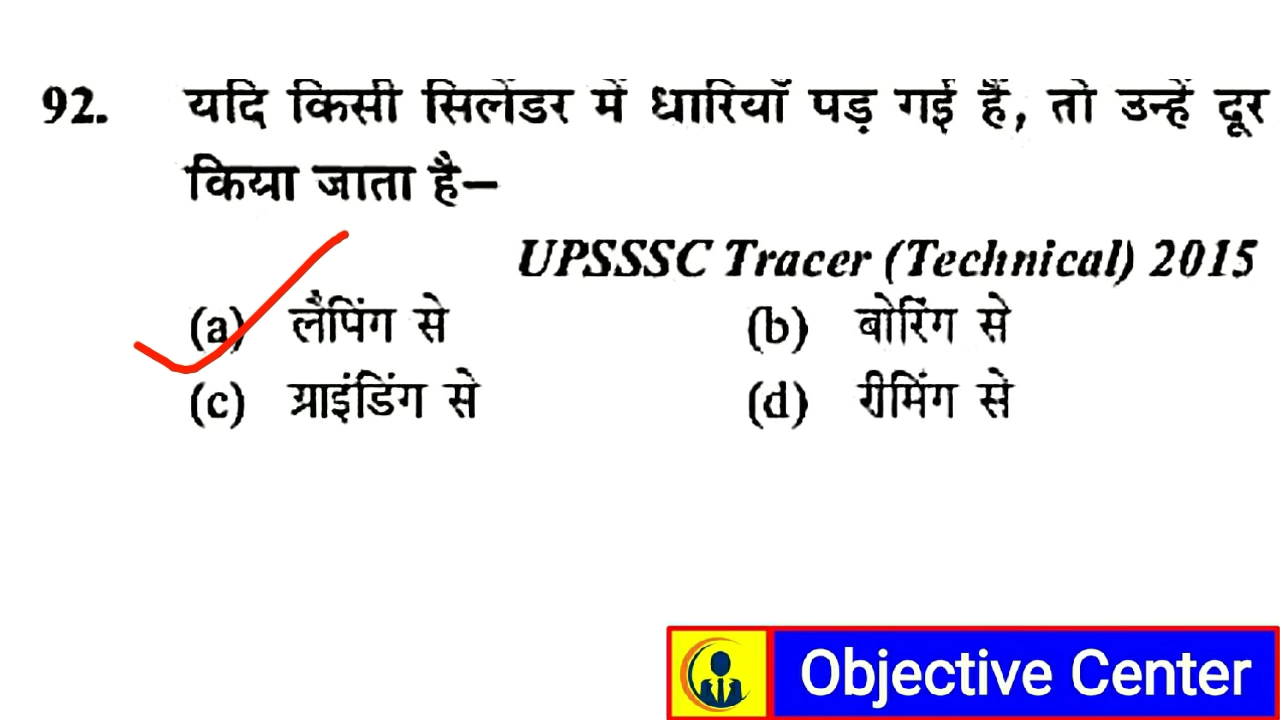 92. यदि किसी सिलेंडर में धारियाँ पड़ गई हैं, तो उन्हें दूर
किया जाता है–
UPSSSC Tracer (Technical) 2015
(a) लैपिंग से (b) बोरिंग से
(c) ग्राइंडिंग से (d) रीमिंग से
Objective Center